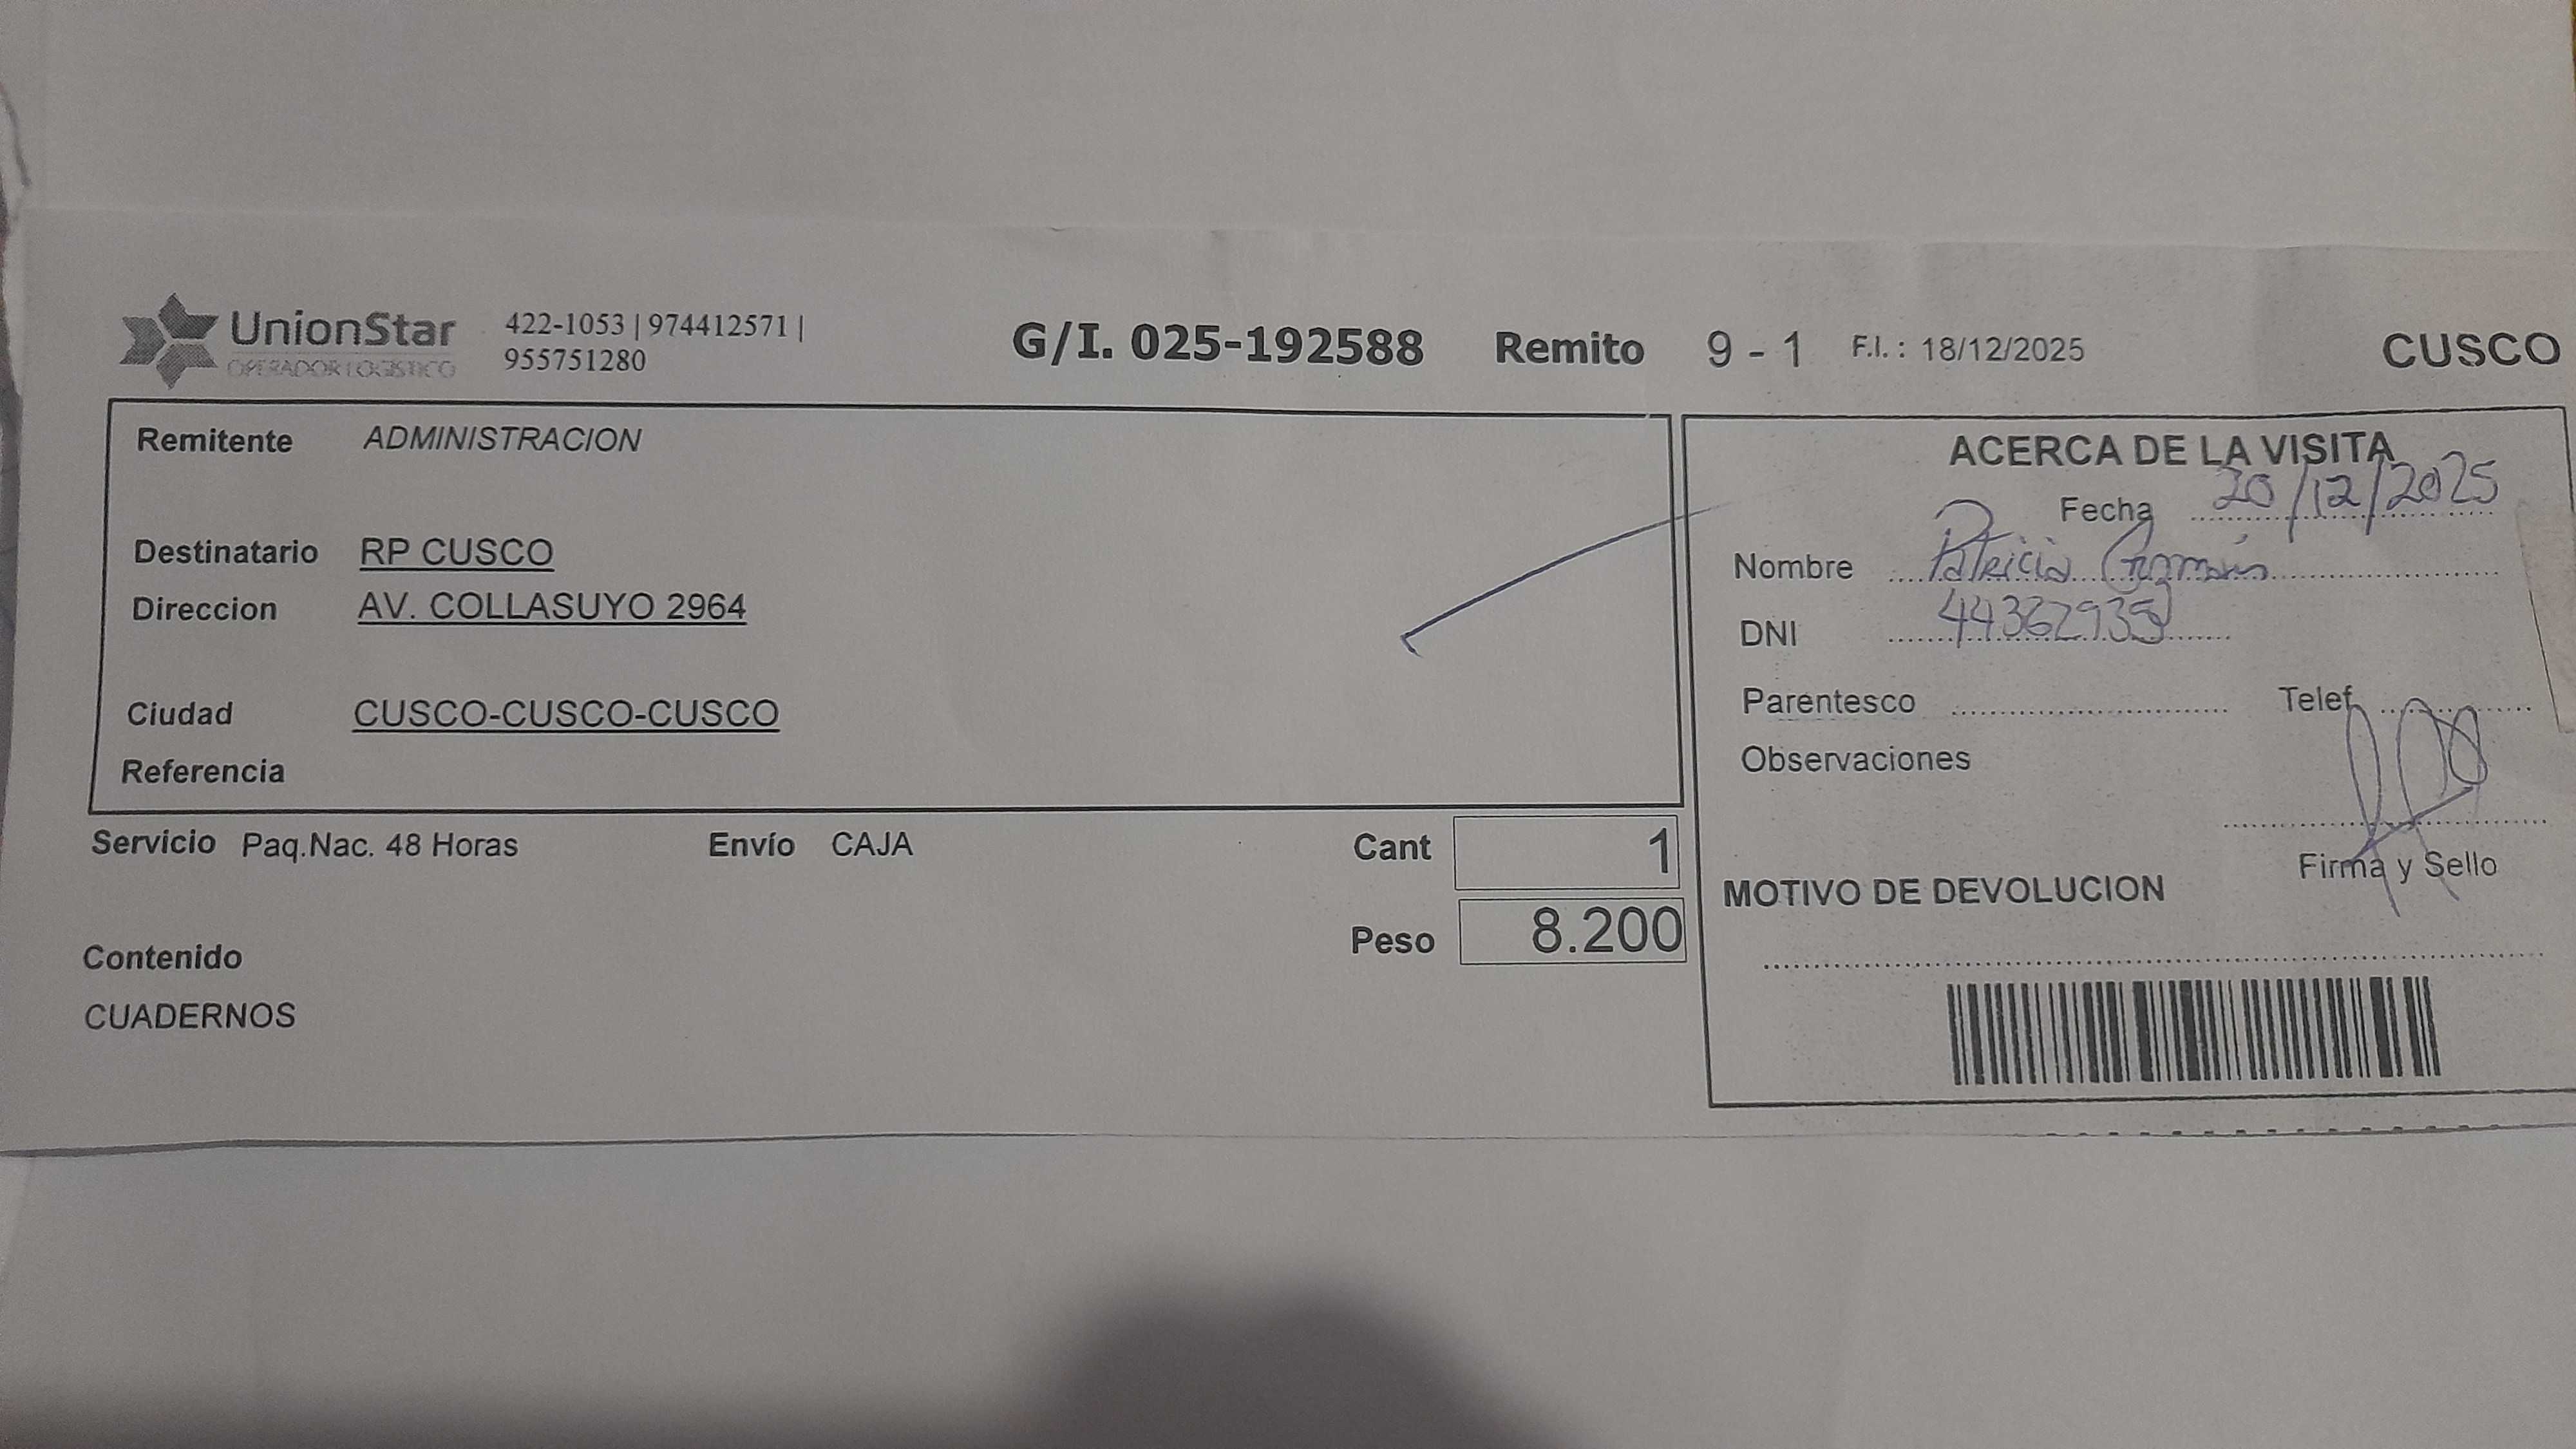 UnionStar
OPERADOR LOGISTICO
422-1053 | 974412571 |
955751280
G/I. 025-192588 Remito 9 - 1 F.I. : 18/12/2025 CUSCO
Remitente ADMINISTRACION
Destinatario RP CUSCO
Direccion AV. COLLASUYO 2964
Ciudad CUSCO-CUSCO-CUSCO
Referencia
Servicio Paq.Nac. 48 Horas Envío CAJA Cant 1
Peso 8.200
Contenido
CUADERNOS
ACERCA DE LA VISITA
Fecha 20/12/2025
Nombre Patricia Guzmán
DNI 44362935
Parentesco Telef.
Observaciones
Firma y Sello
MOTIVO DE DEVOLUCION